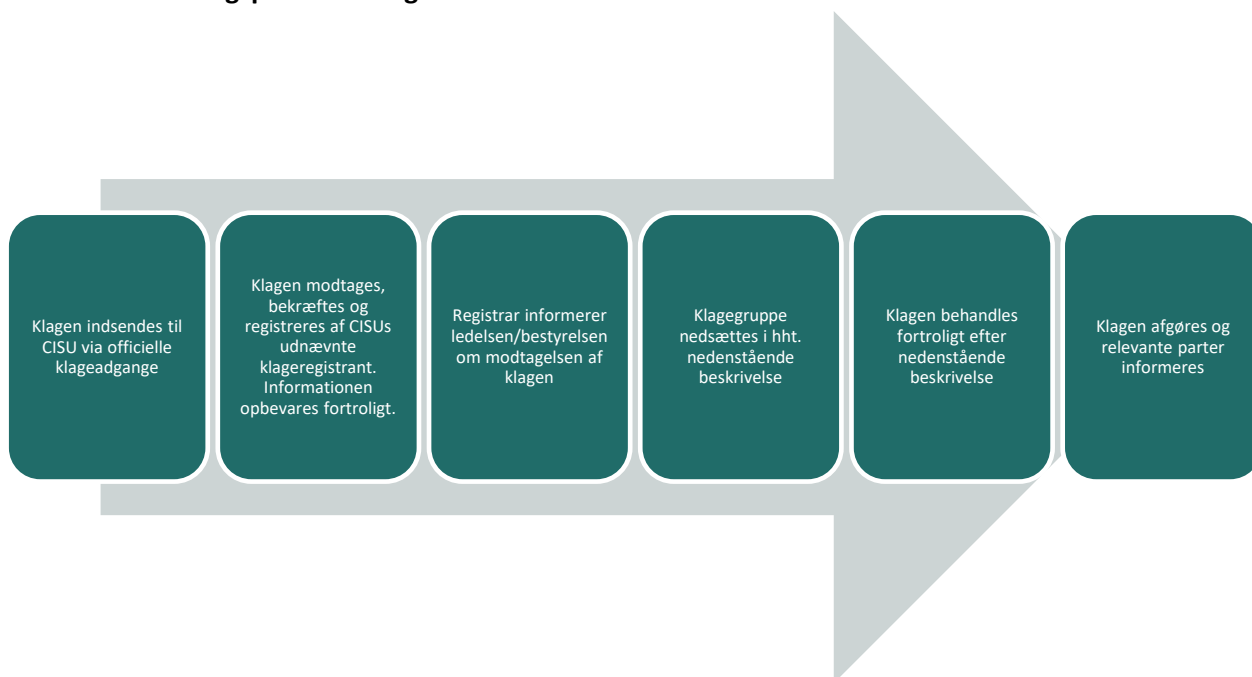 Klagen indsendes til
CISU via officielle
klageadgange
Klagen modtages,
bekræftes og
registreres af CISUs
udnævnte
klageregistrant.
Informationen
opbevares fortroligt.
Registrar informerer
ledelsen/bestyrelsen
om modtagelsen af
klagen
Klagegruppe
nedsættes i hht.
nedenstående
beskrivelse
Klagen behandles
fortroligt efter
nedenstående
beskrivelse
Klagen afgøres og
relevante parter
informeres